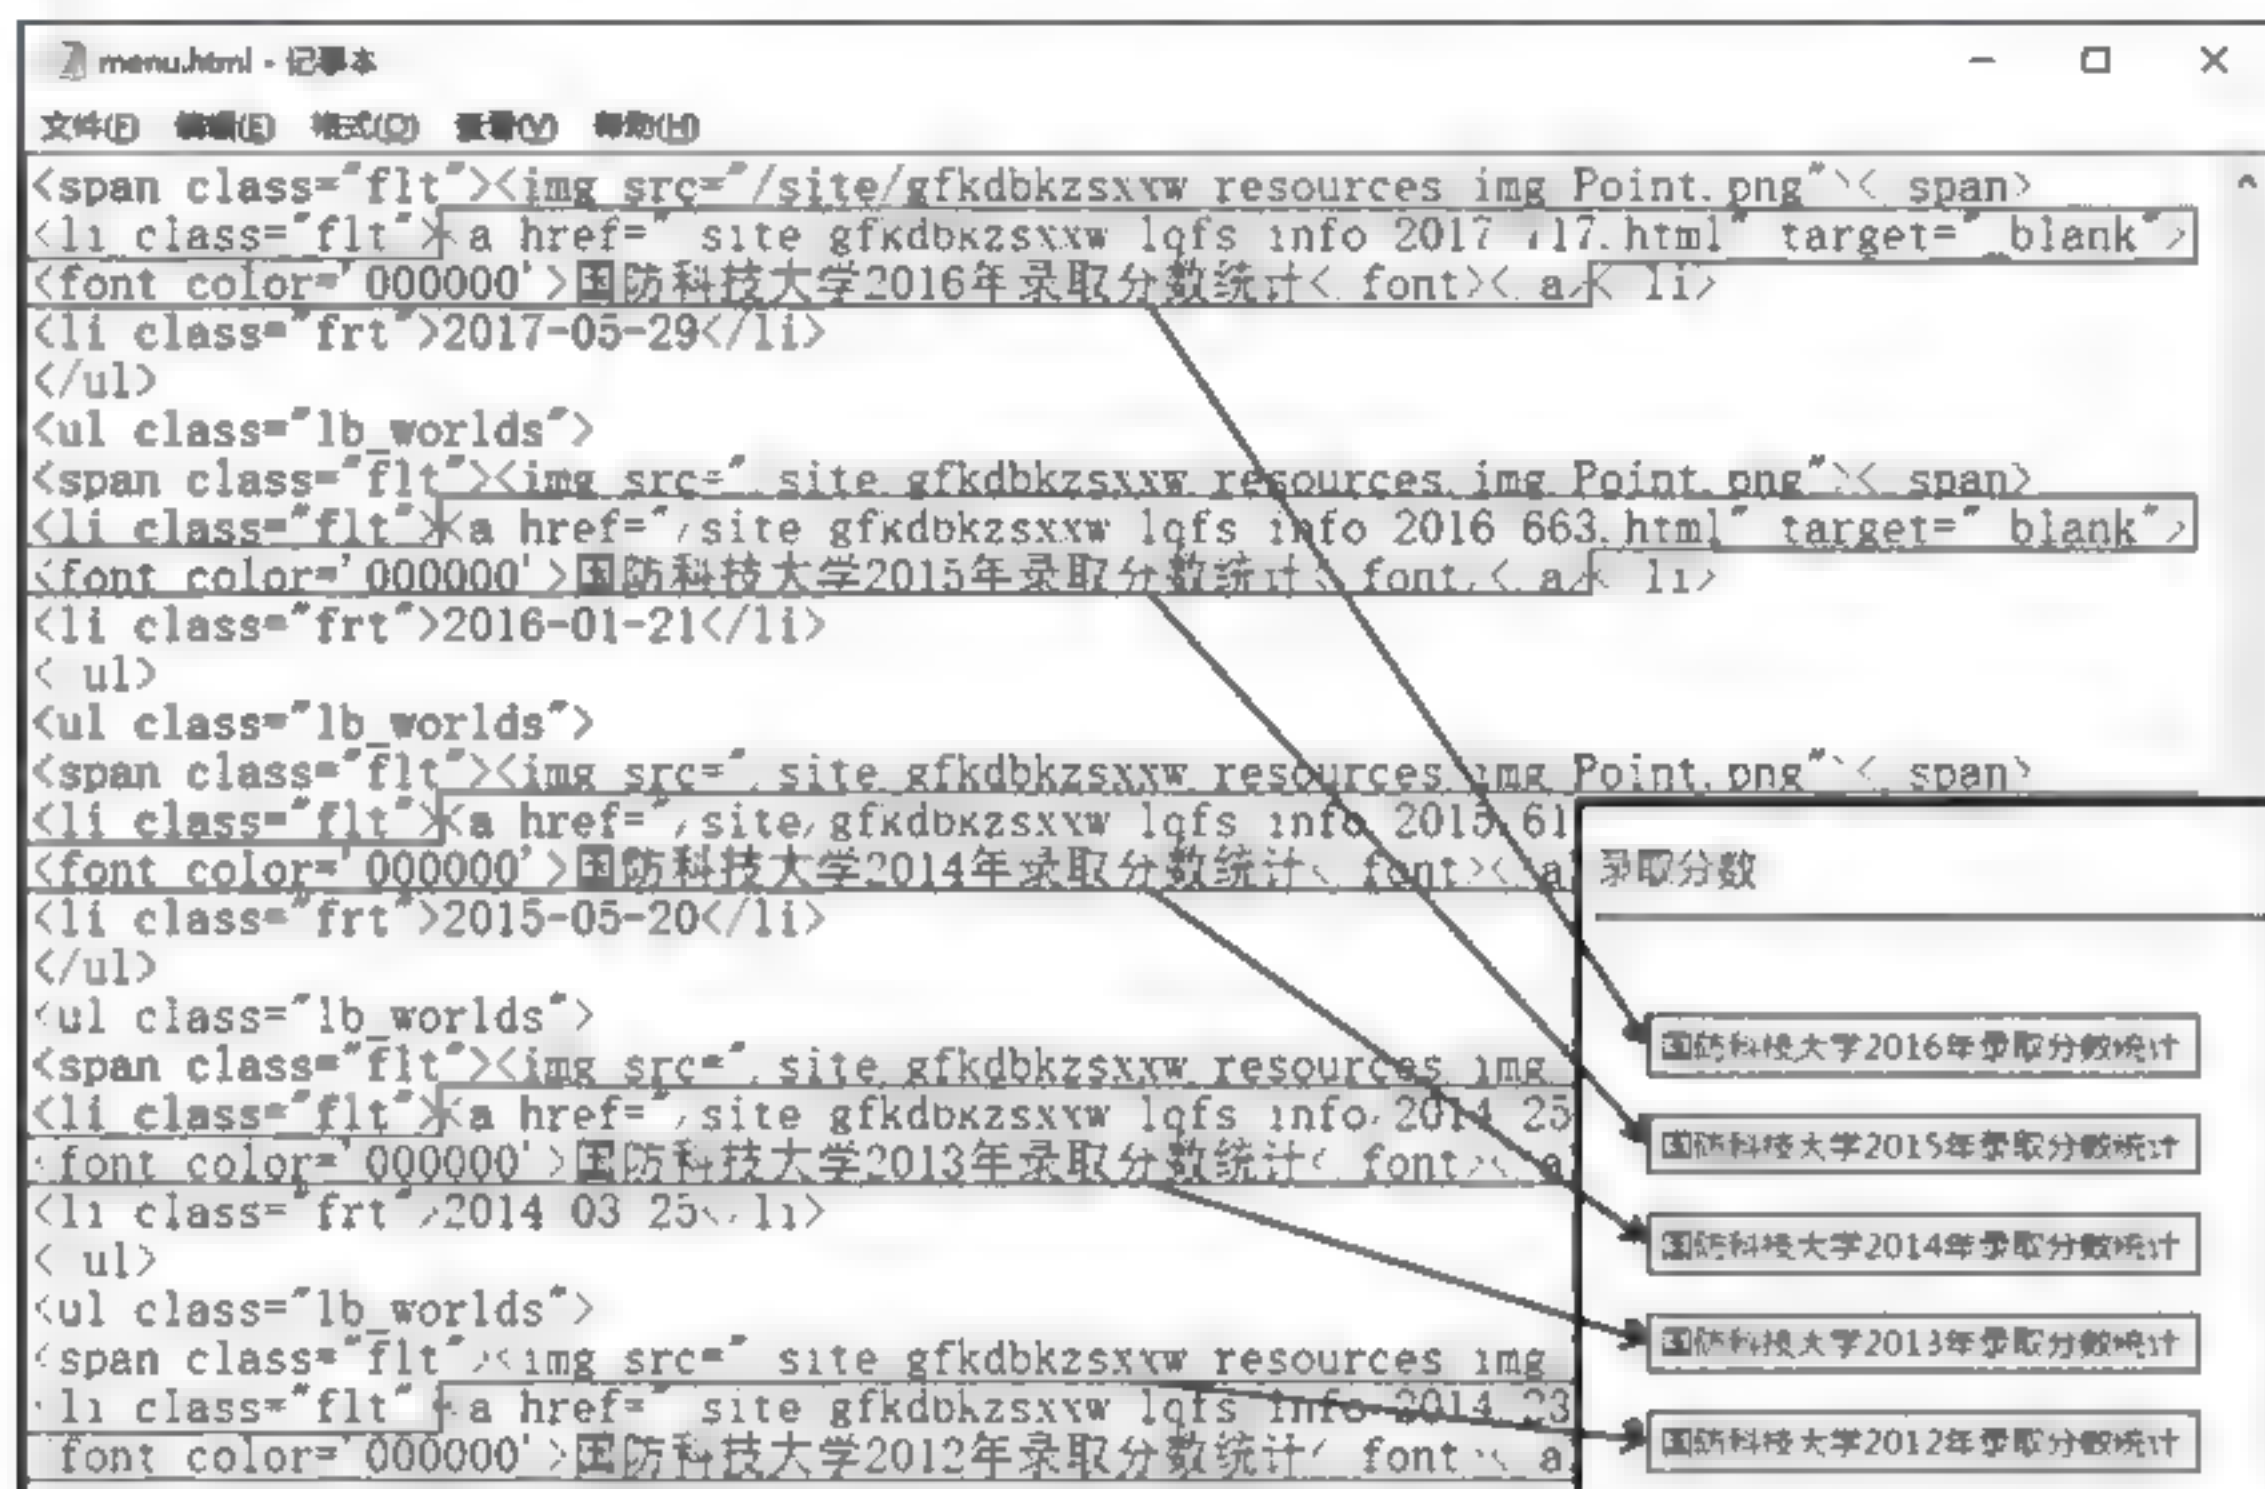 menu.html - 记事本
文件(F) 编辑(E) 格式(O) 查看(V) 帮助(H)
<span class="flt"><img src="/site/gfkdbkzsxxw resources img Point.png">< span>
<li class="flt"><a href=" site gfkdbkzsxxw lqfs info 2017 717.html" target="_blank">
<font color='000000'>国防科技大学2016年录取分数统计< font>< a>< li>
<li class="frt">2017-05-29</li>
</ul>
<ul class="lb_worlds">
<span class="flt"><img src=" site gfkdbkzsxxw resources img Point.png">< span>
<li class="flt"><a href="/site gfkdbkzsxxw lqfs info 2016 663.html" target="_blank">
<font color='000000'>国防科技大学2015年录取分数统计< font>< a>< li>
<li class="frt">2016-01-21</li>
< ul>
<ul class="lb_worlds">
<span class="flt"><img src=" site gfkdbkzsxxw resources img Point.png">< span>
<li class="flt"><a href="/site/gfkdbkzsxxw lqfs info 2015 61
<font color='000000'>国防科技大学2014年录取分数统计< font>< a
<li class="frt">2015-05-20</li>
</ul>
<ul class="lb_worlds">
<span class="flt"><img src=" site gfkdbkzsxxw resources img
<li class="flt"><a href="/site gfkdbkzsxxw lqfs info/2014 25
<font color='000000'>国防科技大学2013年录取分数统计< font>< a
<li class="frt">2014 03 25</li>
< ul>
<ul class="lb_worlds">
<span class="flt"><img src=" site gfkdbkzsxxw resources img
<li class="flt"><a href=" site gfkdbkzsxxw lqfs info 2014 23
font color='000000'>国防科技大学2012年录取分数统计< font>< a
录取分数
国防科技大学2016年录取分数统计
国防科技大学2015年录取分数统计
国防科技大学2014年录取分数统计
国防科技大学2013年录取分数统计
国防科技大学2012年录取分数统计